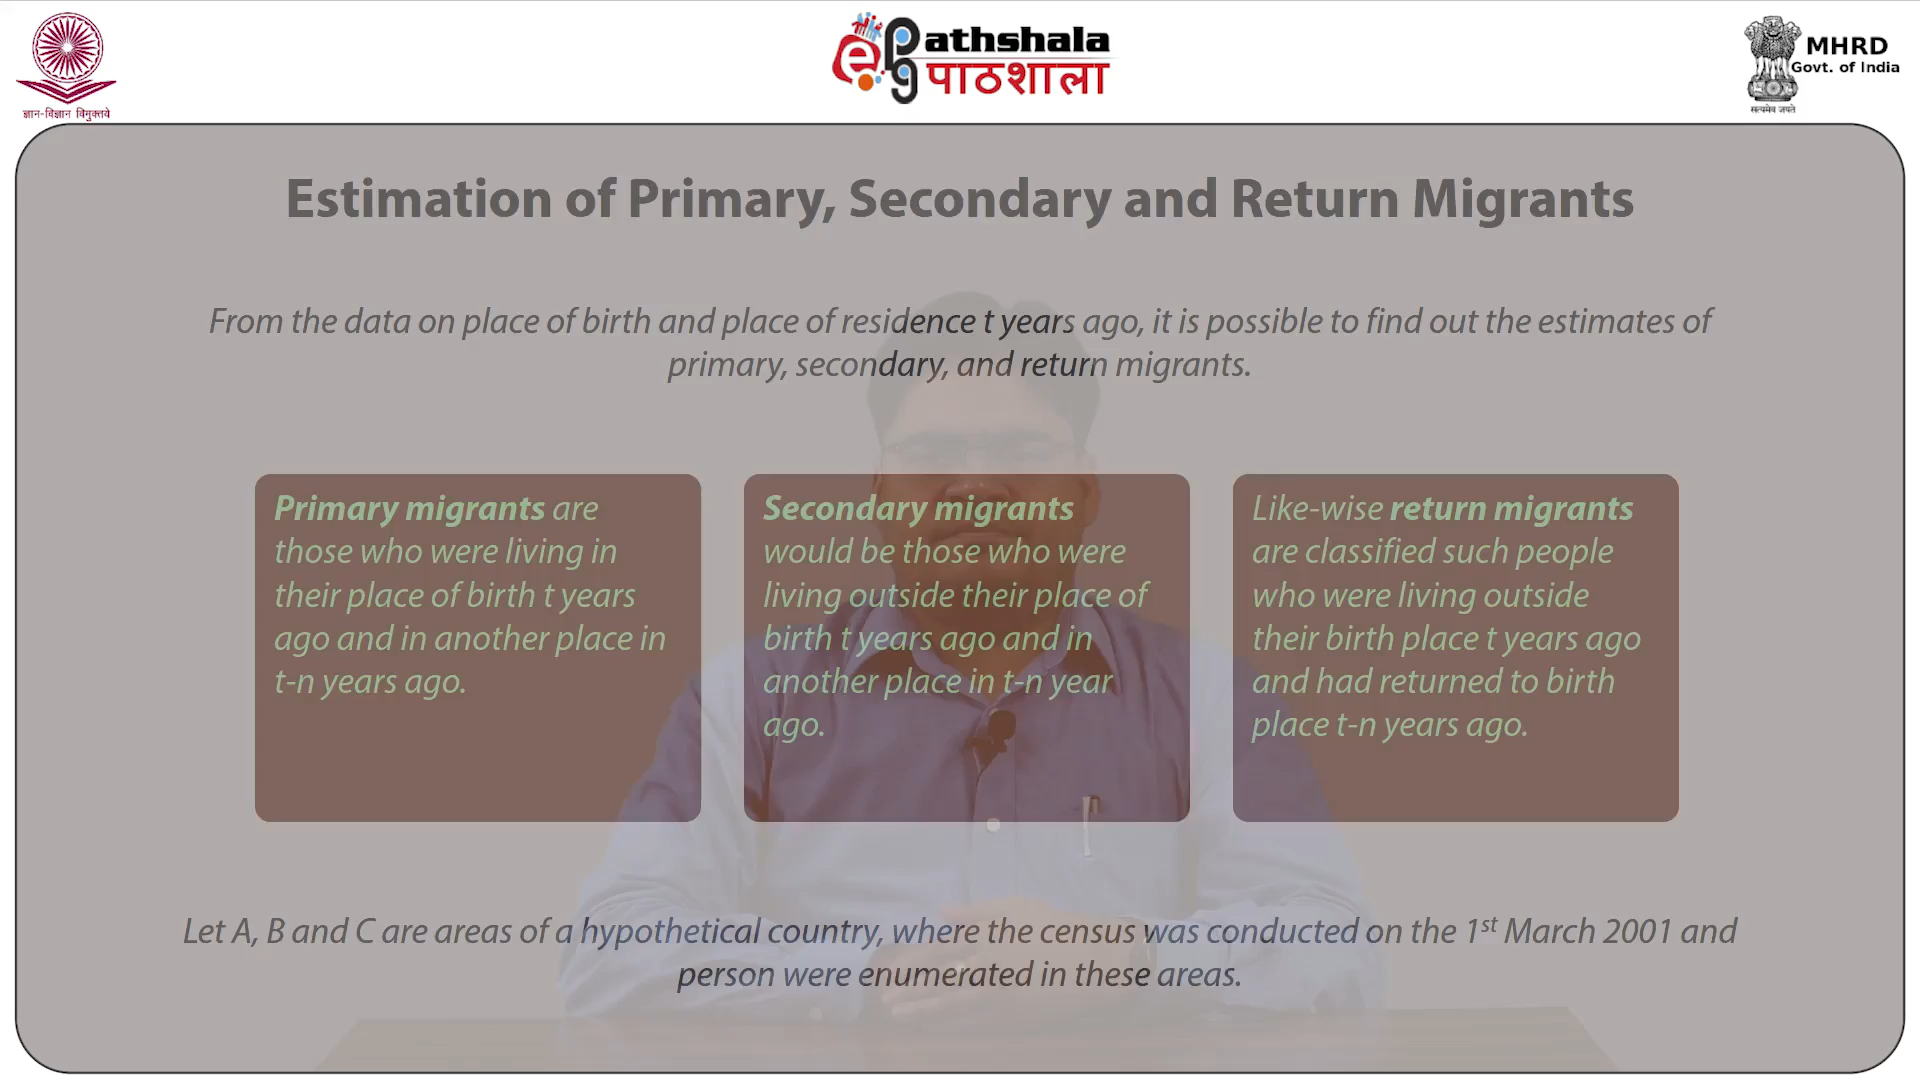 ज्ञान-विज्ञान विमुक्तये
ePG Pathshala
पाठशाला
MHRD
Govt. of India
सत्यमेव जयते
Estimation of Primary, Secondary and Return Migrants
From the data on place of birth and place of residence t years ago, it is possible to find out the estimates of
primary, secondary, and return migrants.
Primary migrants are
those who were living in
their place of birth t years
ago and in another place in
t-n years ago.
Secondary migrants
would be those who were
living outside their place of
birth t years ago and in
another place in t-n year
ago.
Like-wise return migrants
are classified such people
who were living outside
their birth place t years ago
and had returned to birth
place t-n years ago.
Let A, B and C are areas of a hypothetical country, where the census was conducted on the 1st March 2001 and
person were enumerated in these areas.